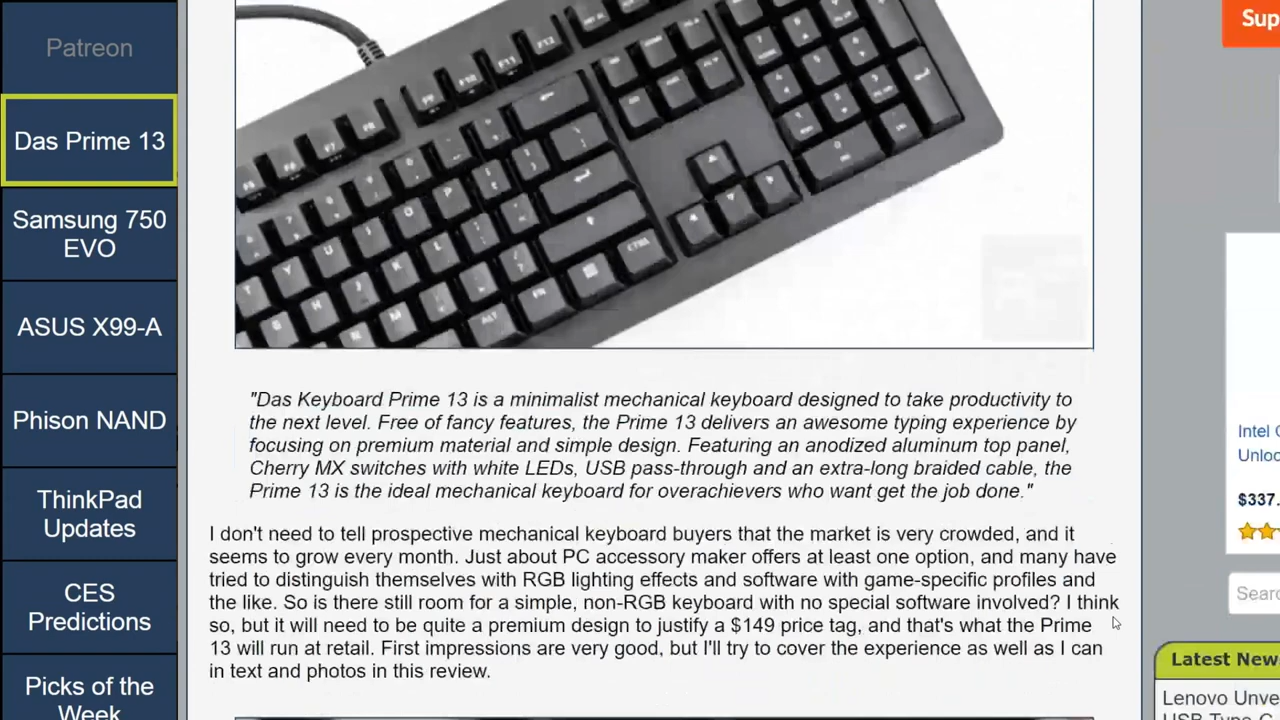 Patreon
Das Prime 13
Samsung 750
EVO
ASUS X99-A
Phison NAND
ThinkPad
Updates
CES
Predictions
Picks of the
Week
"Das Keyboard Prime 13 is a minimalist mechanical keyboard designed to take productivity to
the next level. Free of fancy features, the Prime 13 delivers an awesome typing experience by
focusing on premium material and simple design. Featuring an anodized aluminum top panel,
Cherry MX switches with white LEDs, USB pass-through and an extra-long braided cable, the
Prime 13 is the ideal mechanical keyboard for overachievers who want get the job done."
I don't need to tell prospective mechanical keyboard buyers that the market is very crowded, and it
seems to grow every month. Just about PC accessory maker offers at least one option, and many have
tried to distinguish themselves with RGB lighting effects and software with game-specific profiles and
the like. So is there still room for a simple, non-RGB keyboard with no special software involved? I think
so, but it will need to be quite a premium design to justify a $149 price tag, and that's what the Prime
13 will run at retail. First impressions are very good, but I'll try to cover the experience as well as I can
in text and photos in this review.
Sup
Intel
Unloc
$337.
Searc
Latest New
Lenovo Unve
USB Type-C